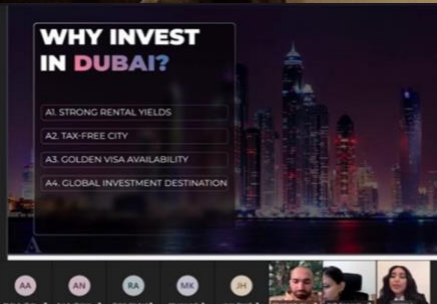 WHY INVEST
IN DUBAI?
A1. STRONG RENTAL YIELDS
A2. TAX-FREE CITY
A3. GOLDEN VISA AVAILABILITY
A4. GLOBAL INVESTMENT DESTINATION
A
AA
AN
RA
MK
JH